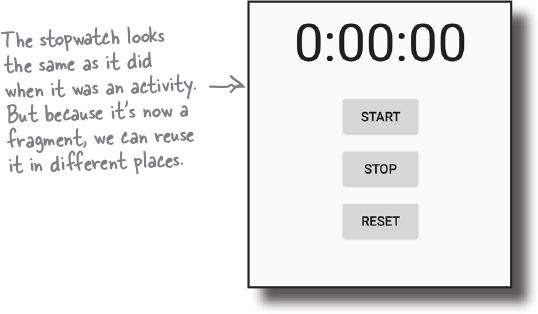 The stopwatch looks
the same as it did
when it was an activity.
But because it's now a
fragment, we can reuse
it in different places.
0:00:00
START
STOP
RESET